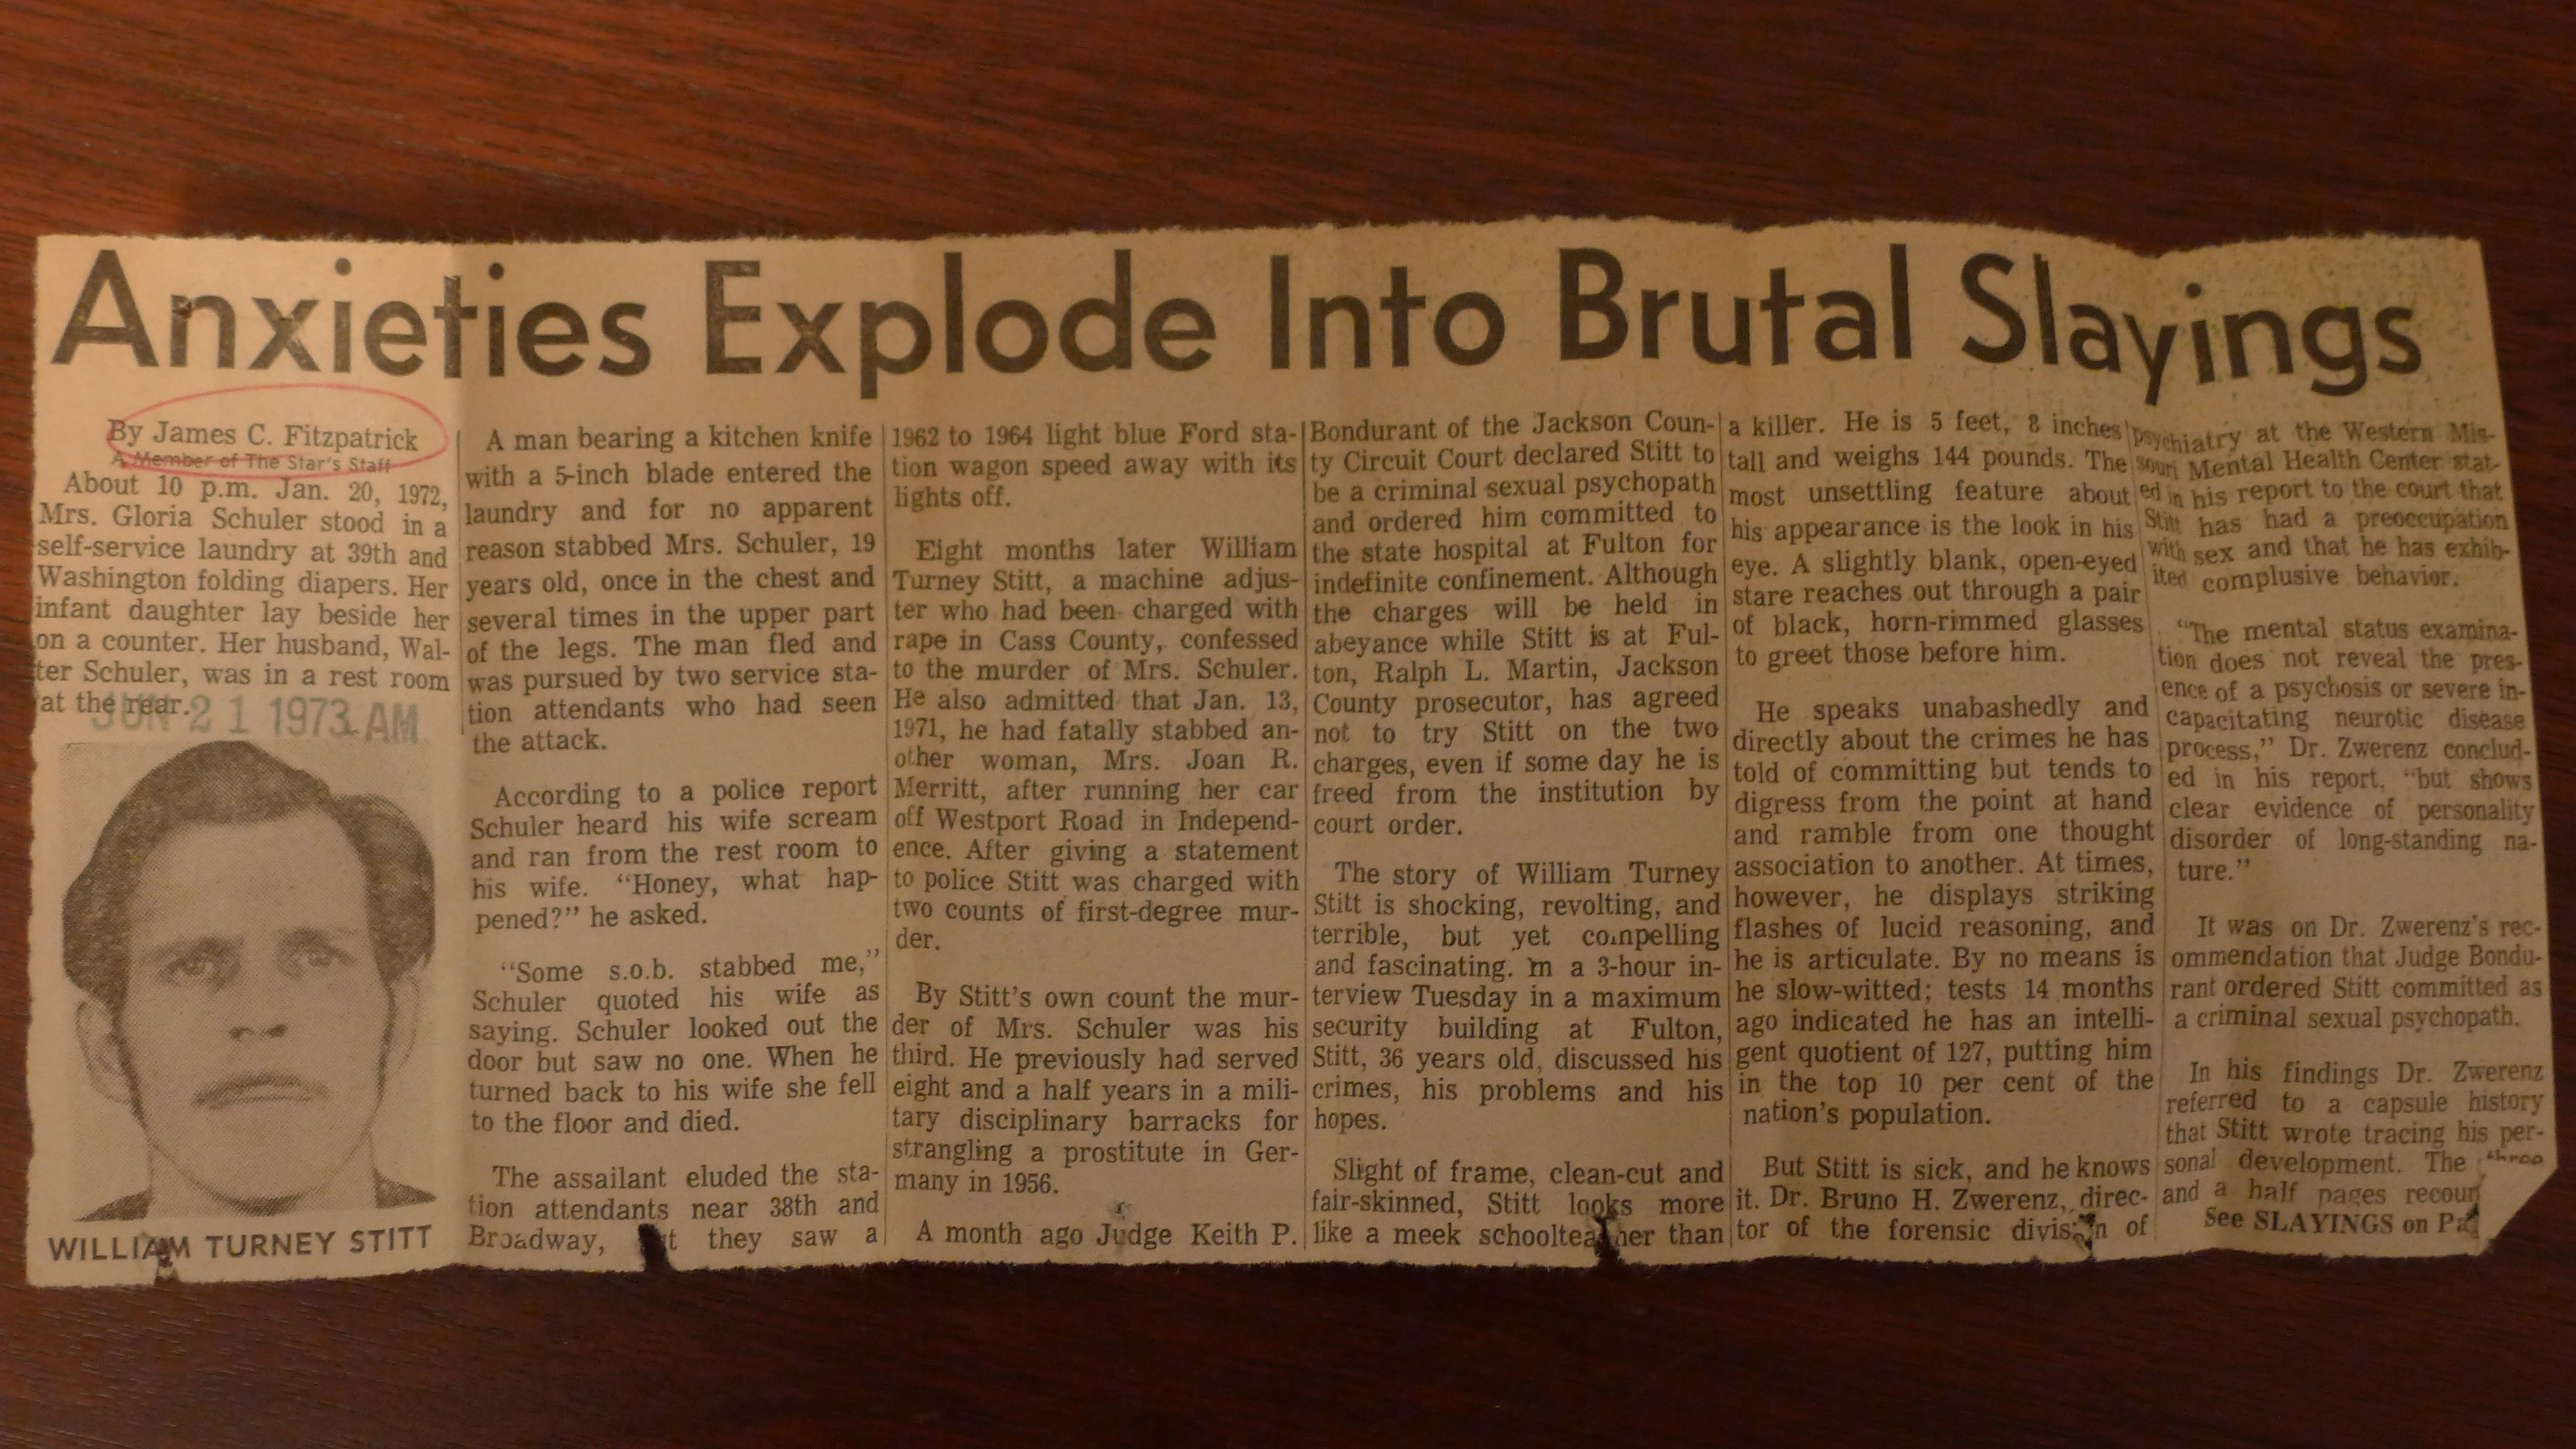 Anxieties Explode Into Brutal Slayings
By James C. Fitzpatrick
A Member of The Star's Staff
About 10 p.m. Jan. 20, 1972,
Mrs. Gloria Schuler stood in a
self-service laundry at 39th and
Washington folding diapers. Her
infant daughter lay beside her
on a counter. Her husband, Wal-
ter Schuler, was in a rest room
at the rear.
JUN 21 1973 AM
WILLIAM TURNEY STITT
A man bearing a kitchen knife
with a 5-inch blade entered the
laundry and for no apparent
reason stabbed Mrs. Schuler, 19
years old, once in the chest and
several times in the upper part
of the legs. The man fled and
was pursued by two service sta-
tion attendants who had seen
the attack.
According to a police report
Schuler heard his wife scream
and ran from the rest room to
his wife. "Honey, what hap-
pened?" he asked.
"Some s.o.b. stabbed me,"
Schuler quoted his wife as
saying. Schuler looked out the
door but saw no one. When he
turned back to his wife she fell
to the floor and died.
The assailant eluded the sta-
tion attendants near 38th and
Broadway, they saw a
1962 to 1964 light blue Ford sta-
tion wagon speed away with its
lights off.
Eight months later William
Turney Stitt, a machine adjus-
ter who had been charged with
rape in Cass County, confessed
to the murder of Mrs. Schuler.
He also admitted that Jan. 13,
1971, he had fatally stabbed an-
other woman, Mrs. Joan R.
Merritt, after running her car
off Westport Road in Independ-
ence. After giving a statement
to police Stitt was charged with
two counts of first-degree mur-
der.
By Stitt's own count the mur-
der of Mrs. Schuler was his
third. He previously had served
eight and a half years in a mili-
tary disciplinary barracks for
strangling a prostitute in Ger-
many in 1956.
A month ago Judge Keith P.
Bondurant of the Jackson Coun-
ty Circuit Court declared Stitt to
be a criminal sexual psychopath
and ordered him committed to
the state hospital at Fulton for
indefinite confinement. Although
the charges will be held in
abeyance while Stitt is at Ful-
ton, Ralph L. Martin, Jackson
County prosecutor, has agreed
not to try Stitt on the two
charges, even if some day he is
freed from the institution by
court order.
The story of William Turney
Stitt is shocking, revolting, and
terrible, but yet compelling
and fascinating. In a 3-hour in-
terview Tuesday in a maximum
security building at Fulton,
Stitt, 36 years old, discussed his
crimes, his problems and his
hopes.
Slight of frame, clean-cut and
fair-skinned, Stitt looks more
like a meek schoolteacher than
a killer. He is 5 feet, 8 inches
tall and weighs 144 pounds. The
most unsettling feature about
his appearance is the look in his
eye. A slightly blank, open-eyed
stare reaches out through a pair
of black, horn-rimmed glasses
to greet those before him.
He speaks unabashedly and
directly about the crimes he has
told of committing but tends to
digress from the point at hand
and ramble from one thought
association to another. At times,
however, he displays striking
flashes of lucid reasoning, and
he is articulate. By no means is
he slow-witted; tests 14 months
ago indicated he has an intelli-
gent quotient of 127, putting him
in the top 10 per cent of the
nation's population.
But Stitt is sick, and he knows
it. Dr. Bruno H. Zwerenz, direc-
tor of the forensic division of
psychiatry at the Western Mis-
souri Mental Health Center stat-
ed in his report to the court that
Stitt has had a preoccupation
with sex and that he has exhib-
ited complusive behavior.
"The mental status examina-
tion does not reveal the pres-
ence of a psychosis or severe in-
capacitating neurotic disease
process," Dr. Zwerenz conclud-
ed in his report, "but shows
clear evidence of personality
disorder of long-standing na-
ture."
It was on Dr. Zwerenz's rec-
ommendation that Judge Bondu-
rant ordered Stitt committed as
a criminal sexual psychopath.
In his findings Dr. Zwerenz
referred to a capsule history
that Stitt wrote tracing his per-
sonal development. The three
and a half pages recoun
See SLAYINGS on Pa